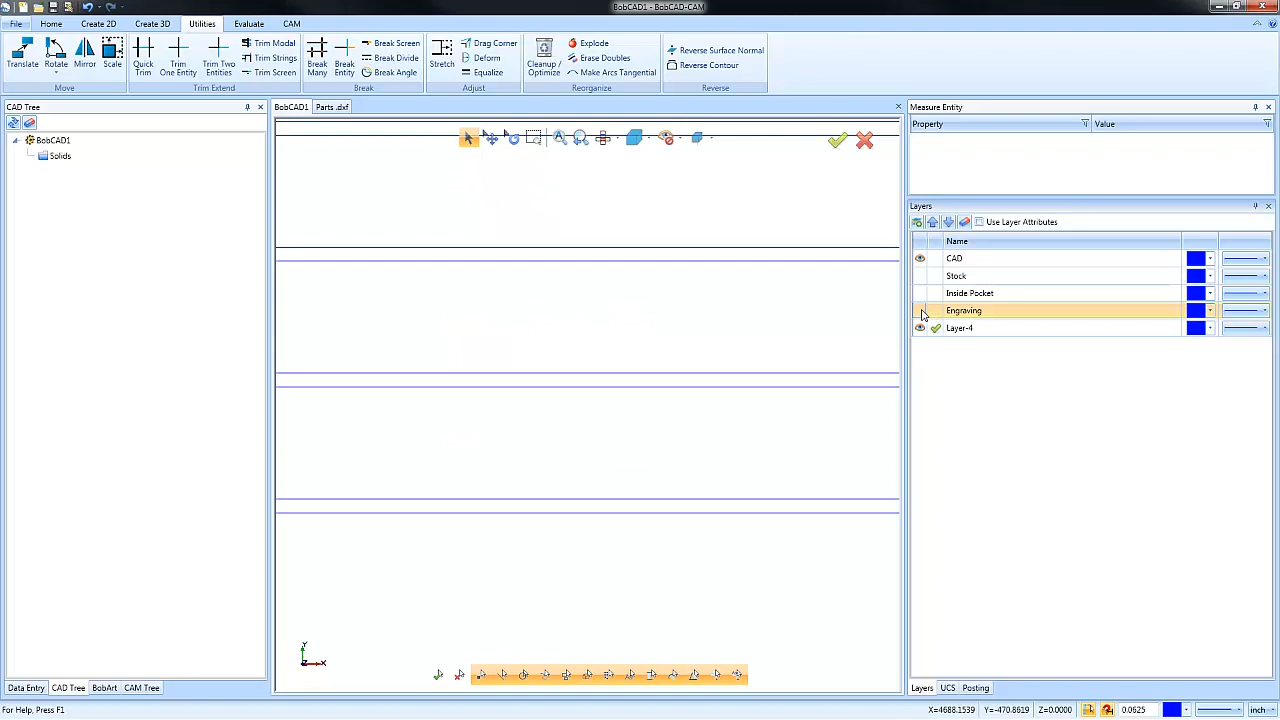 BobCAD1 - BobCAD-CAM
File Home Create 2D Create 3D Utilities Evaluate CAM
Translate Rotate Mirror Scale
Move
Quick Trim Trim One Entity Trim Two Entities Trim Modal Trim Strings Trim Screen
Trim Extend
Break Many Break Entity Break Screen Break Divide Break Angle
Break
Stretch Drag Corner Deform Equalize
Adjust
Cleanup / Optimize Explode Erase Doubles Make Arcs Tangential
Reorganize
Reverse Surface Normal Reverse Contour
Reverse
CAD Tree
BobCAD1
Solids
BobCAD1 Parts .dxf
Measure Entity
Property Value
Layers
Use Layer Attributes
Name
CAD
Stock
Inside Pocket
Engraving
Layer-4
Y
X
Z
Data Entry CAD Tree BobArt CAM Tree
Layers UCS Posting
For Help, Press F1
X=4688.1539 Y=-470.8619 Z=0.0000 0.0625 inch